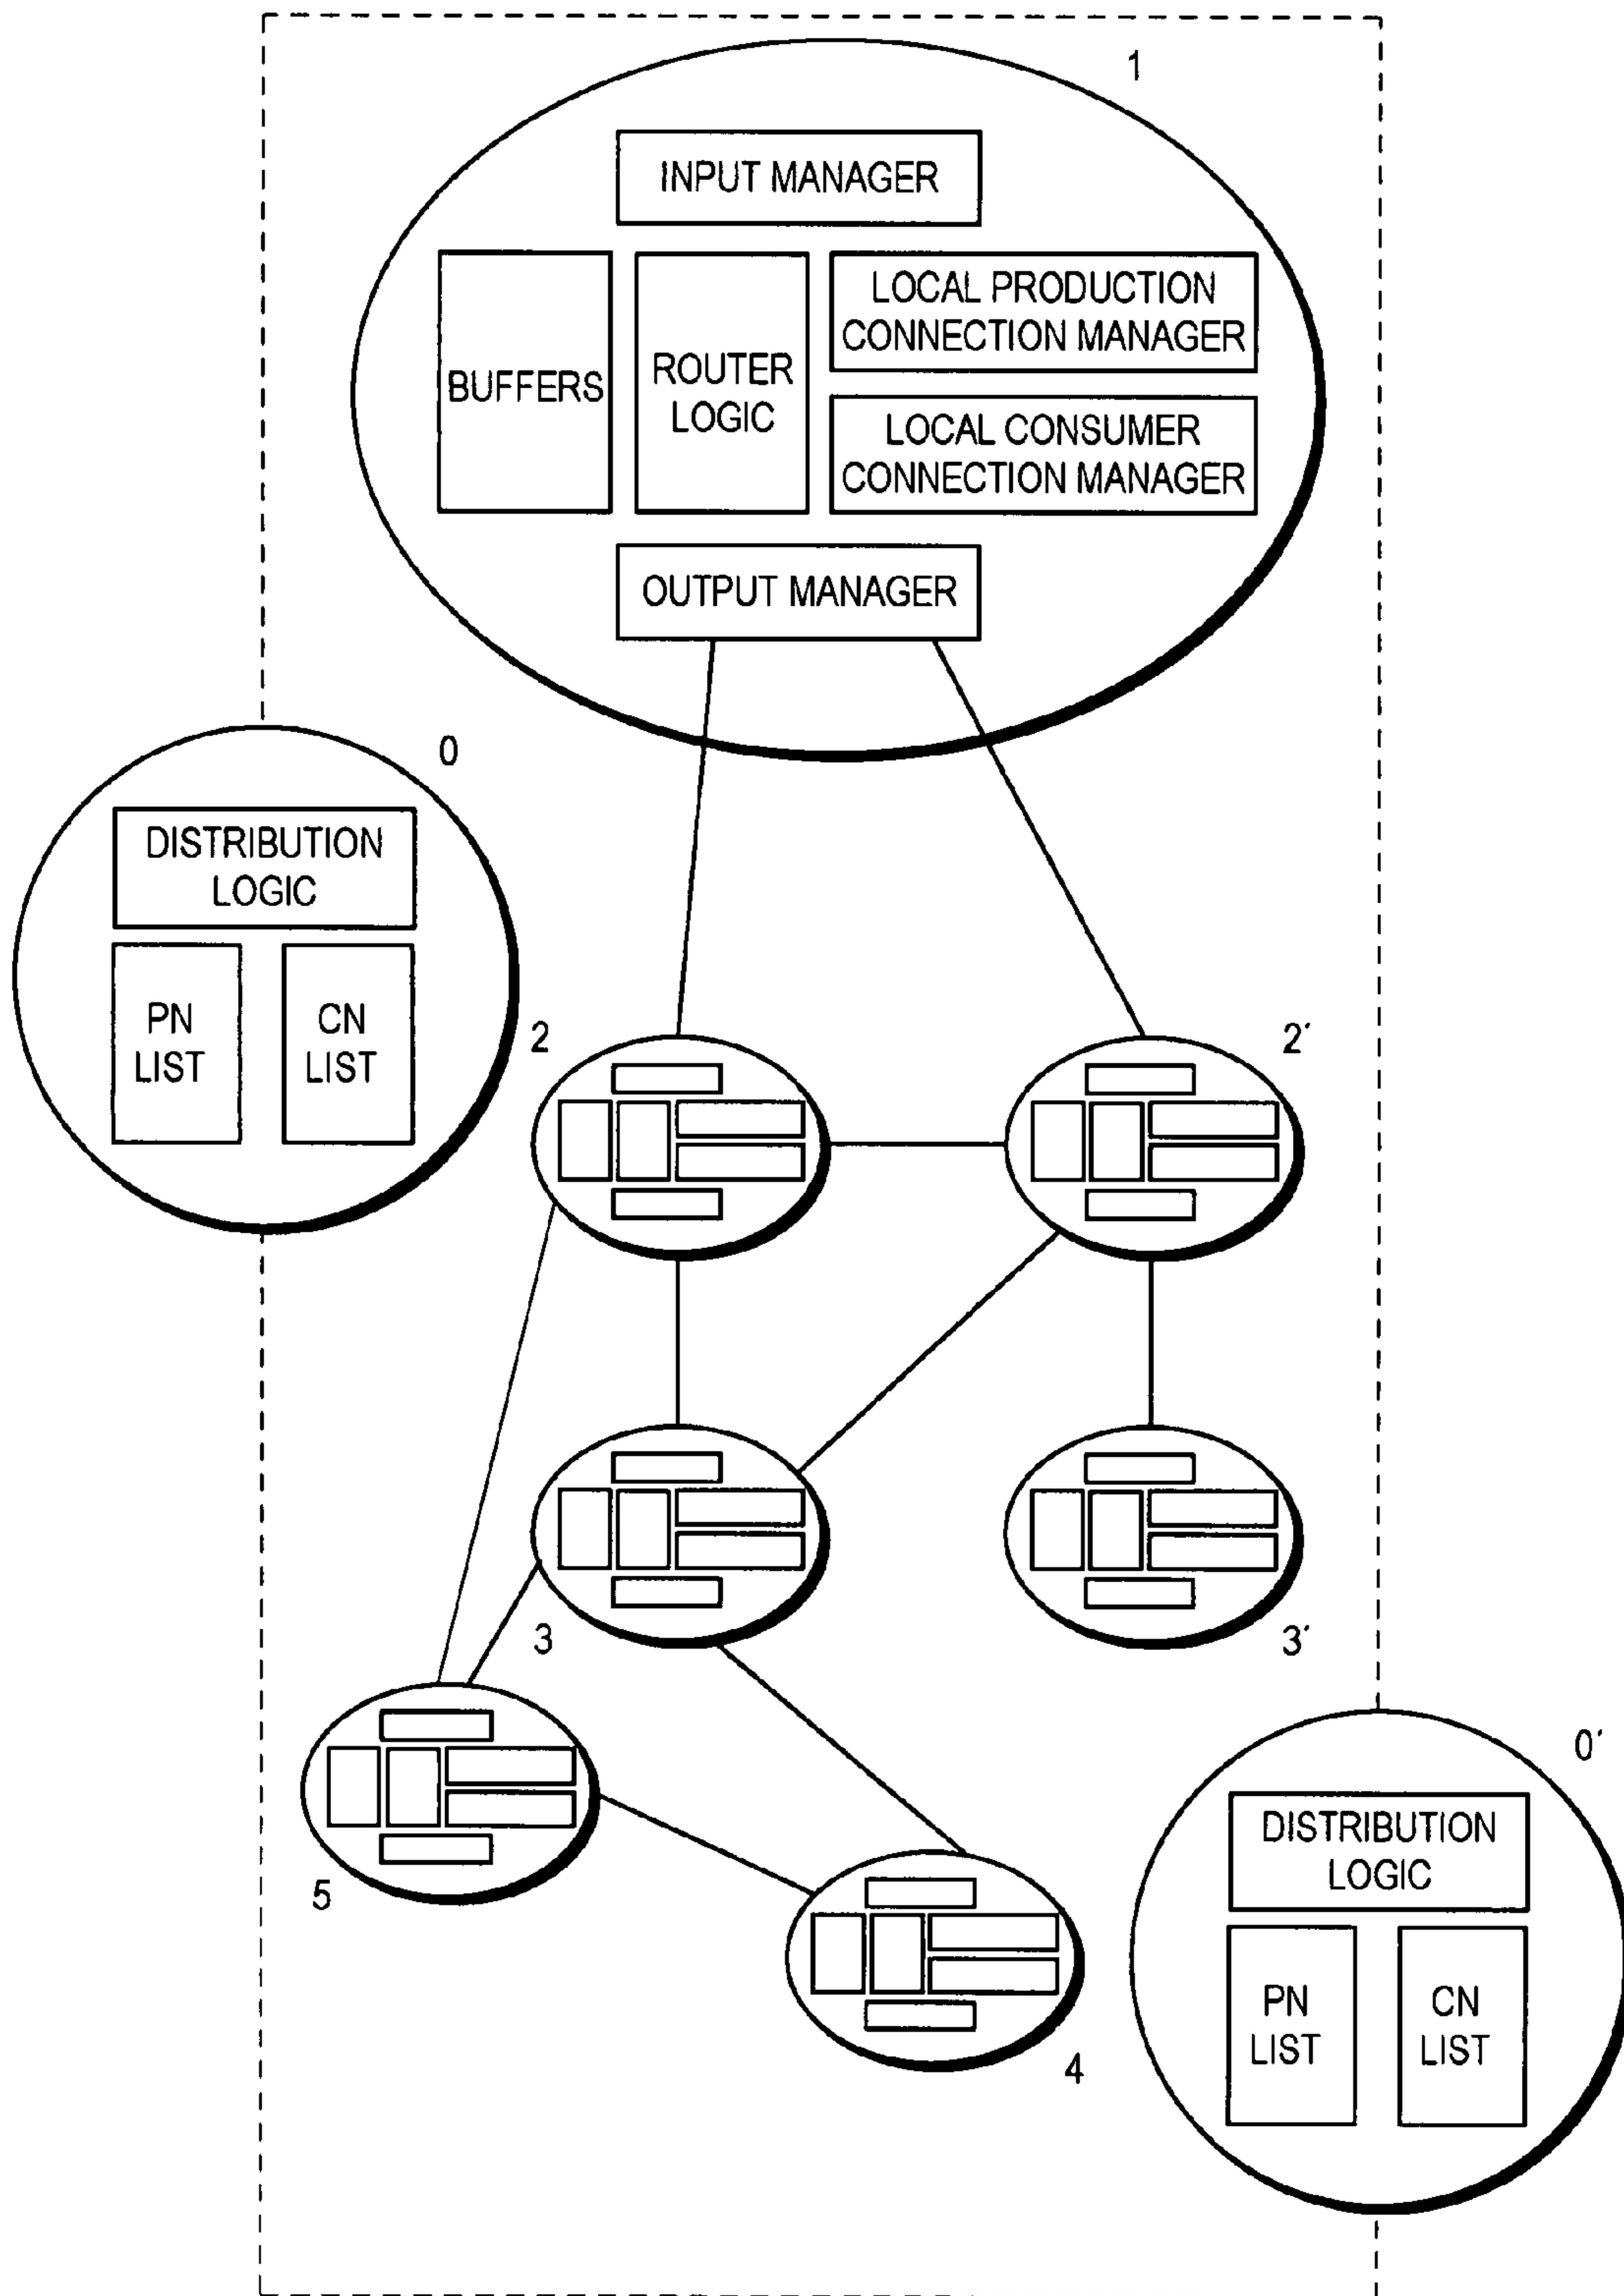 1
INPUT MANAGER
BUFFERS
ROUTER
LOGIC
LOCAL PRODUCTION
CONNECTION MANAGER
LOCAL CONSUMER
CONNECTION MANAGER
OUTPUT MANAGER
0
DISTRIBUTION
LOGIC
PN
LIST
CN
LIST
2
2´
3
3´
5
4
0´
DISTRIBUTION
LOGIC
PN
LIST
CN
LIST